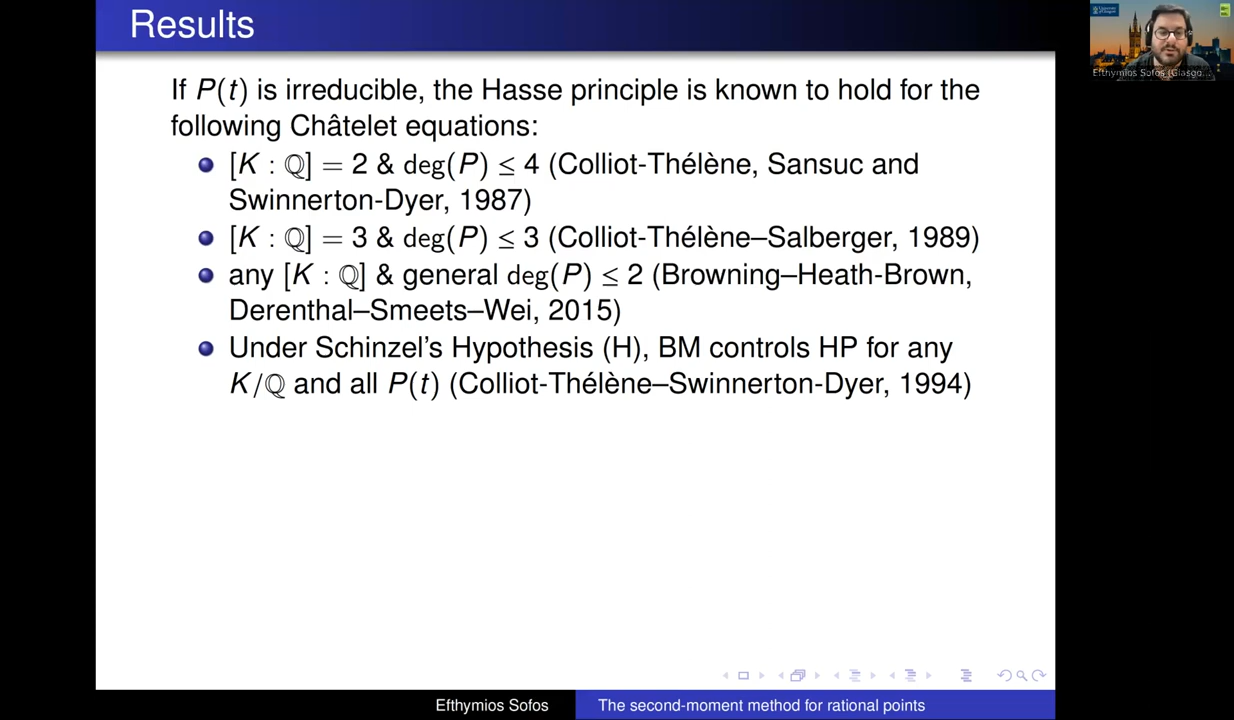 Results
If P(t) is irreducible, the Hasse principle is known to hold for the
following Châtelet equations:
[K : ℚ] = 2 & deg(P) ≤ 4 (Colliot-Thélène, Sansuc and
Swinnerton-Dyer, 1987)
[K : ℚ] = 3 & deg(P) ≤ 3 (Colliot-Thélène–Salberger, 1989)
any [K : ℚ] & general deg(P) ≤ 2 (Browning–Heath-Brown,
Derenthal–Smeets–Wei, 2015)
Under Schinzel's Hypothesis (H), BM controls HP for any
K/ℚ and all P(t) (Colliot-Thélène–Swinnerton-Dyer, 1994)
Efthymios Sofos
The second-moment method for rational points
Efthymios Sofos (Glasgo...